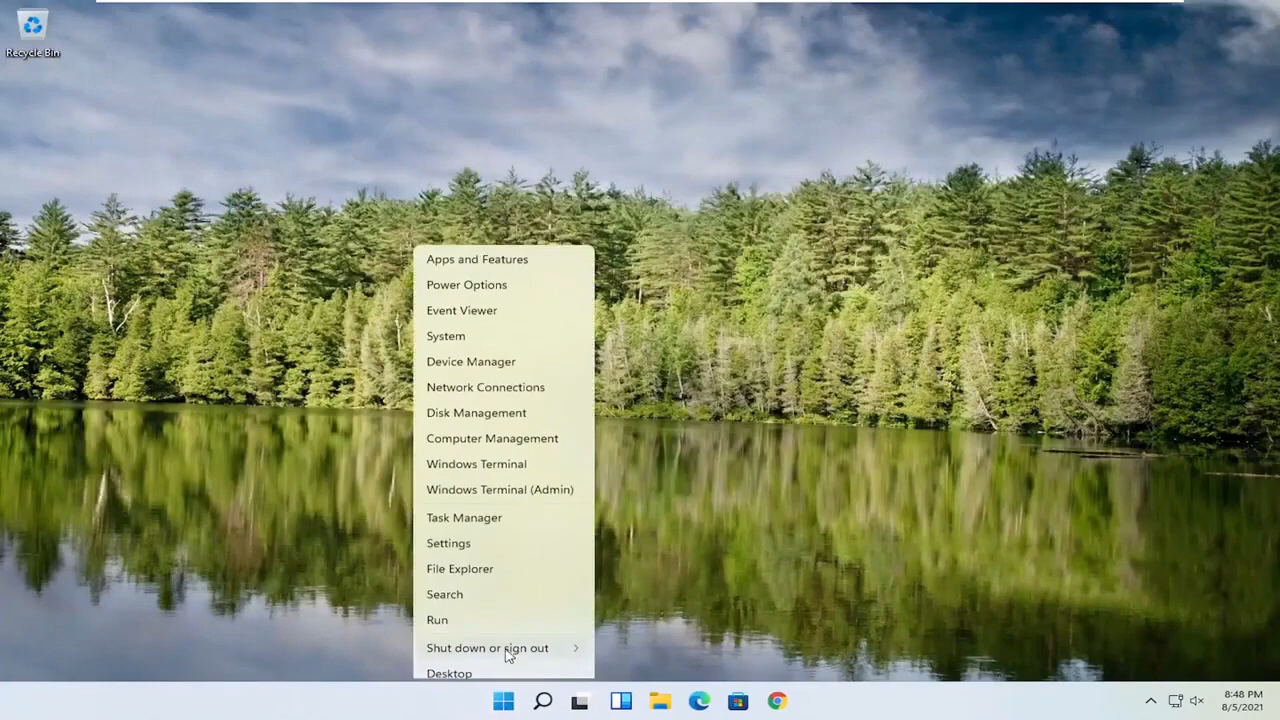 Recycle Bin
Apps and Features
Power Options
Event Viewer
System
Device Manager
Network Connections
Disk Management
Computer Management
Windows Terminal
Windows Terminal (Admin)
Task Manager
Settings
File Explorer
Search
Run
Shut down or sign out
Desktop
8:48 PM
8/5/2021